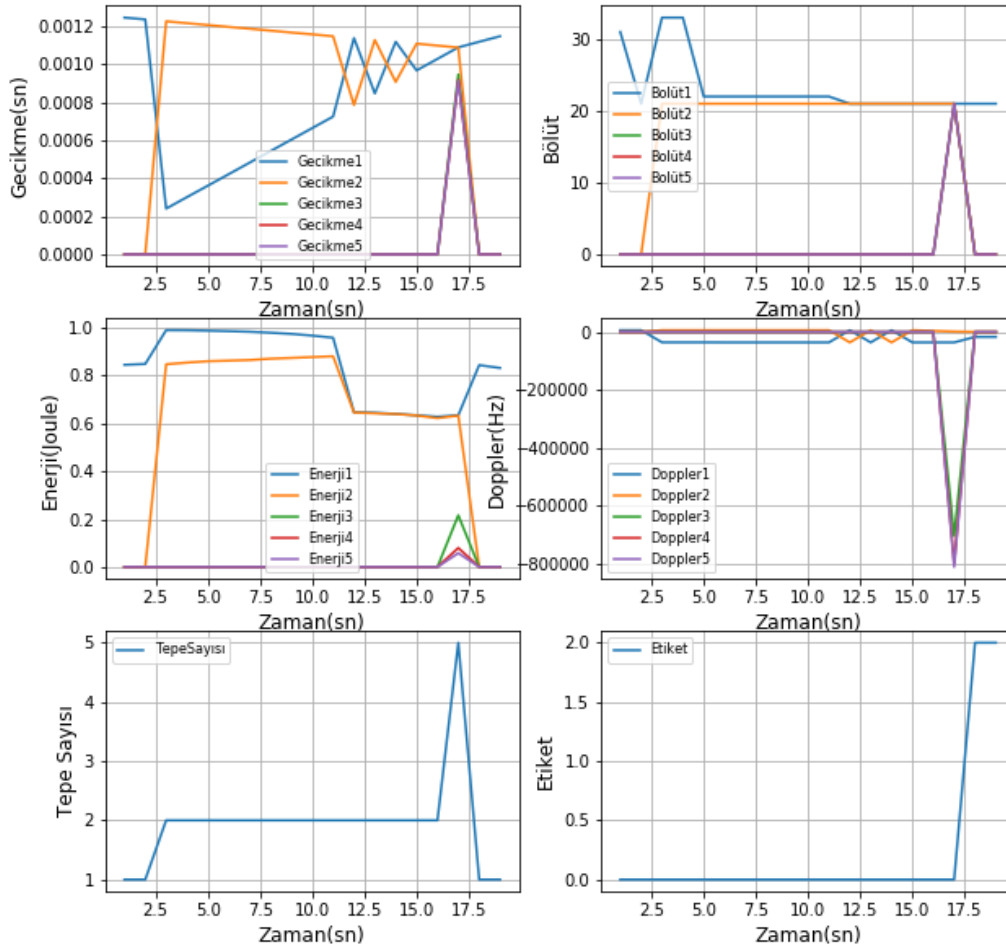 Gecikme(sn)
0.0012
0.0010
0.0008
0.0006
0.0004
0.0002
0.0000
Gecikme1
Gecikme2
Gecikme3
Gecikme4
Gecikme5
2.5 5.0 7.5 10.0 12.5 15.0 17.5
Zaman(sn)
Bölüt
30
20
10
0
Bolüt1
Bolüt2
Bolüt3
Bolüt4
Bolüt5
2.5 5.0 7.5 10.0 12.5 15.0 17.5
Zaman(sn)
Enerji(Joule)
1.0
0.8
0.6
0.4
0.2
0.0
Enerji1
Enerji2
Enerji3
Enerji4
Enerji5
2.5 5.0 7.5 10.0 12.5 15.0 17.5
Zaman(sn)
Doppler(Hz)
0
−200000
−400000
−600000
−800000
Doppler1
Doppler2
Doppler3
Doppler4
Doppler5
2.5 5.0 7.5 10.0 12.5 15.0 17.5
Zaman(sn)
Tepe Sayısı
5
4
3
2
1
TepeSayısı
2.5 5.0 7.5 10.0 12.5 15.0 17.5
Zaman(sn)
Etiket
2.0
1.5
1.0
0.5
0.0
Etiket
2.5 5.0 7.5 10.0 12.5 15.0 17.5
Zaman(sn)